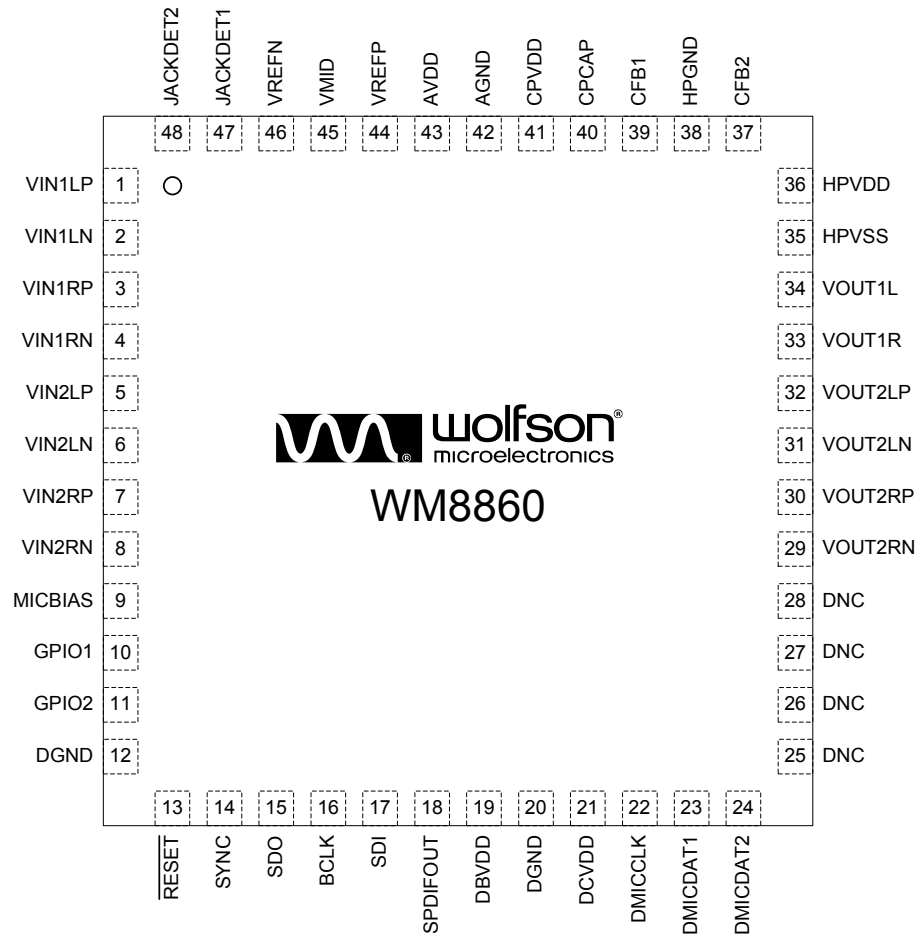 JACKDET2
JACKDET1
VREFN
VMID
VREFP
AVDD
AGND
CPVDD
CPCAP
CFB1
HPGND
CFB2
48 47 46 45 44 43 42 41 40 39 38 37
VIN1LP 1 36 HPVDD
VIN1LN 2 35 HPVSS
VIN1RP 3 34 VOUT1L
VIN1RN 4 33 VOUT1R
VIN2LP 5 32 VOUT2LP
VIN2LN 6 31 VOUT2LN
VIN2RP 7 30 VOUT2RP
VIN2RN 8 29 VOUT2RN
MICBIAS 9 28 DNC
GPIO1 10 27 DNC
GPIO2 11 26 DNC
DGND 12 25 DNC
wolfson®
microelectronics
®
WM8860
13 14 15 16 17 18 19 20 21 22 23 24
RESET
SYNC
SDO
BCLK
SDI
SPDIFOUT
DBVDD
DGND
DCVDD
DMICCLK
DMICDAT1
DMICDAT2